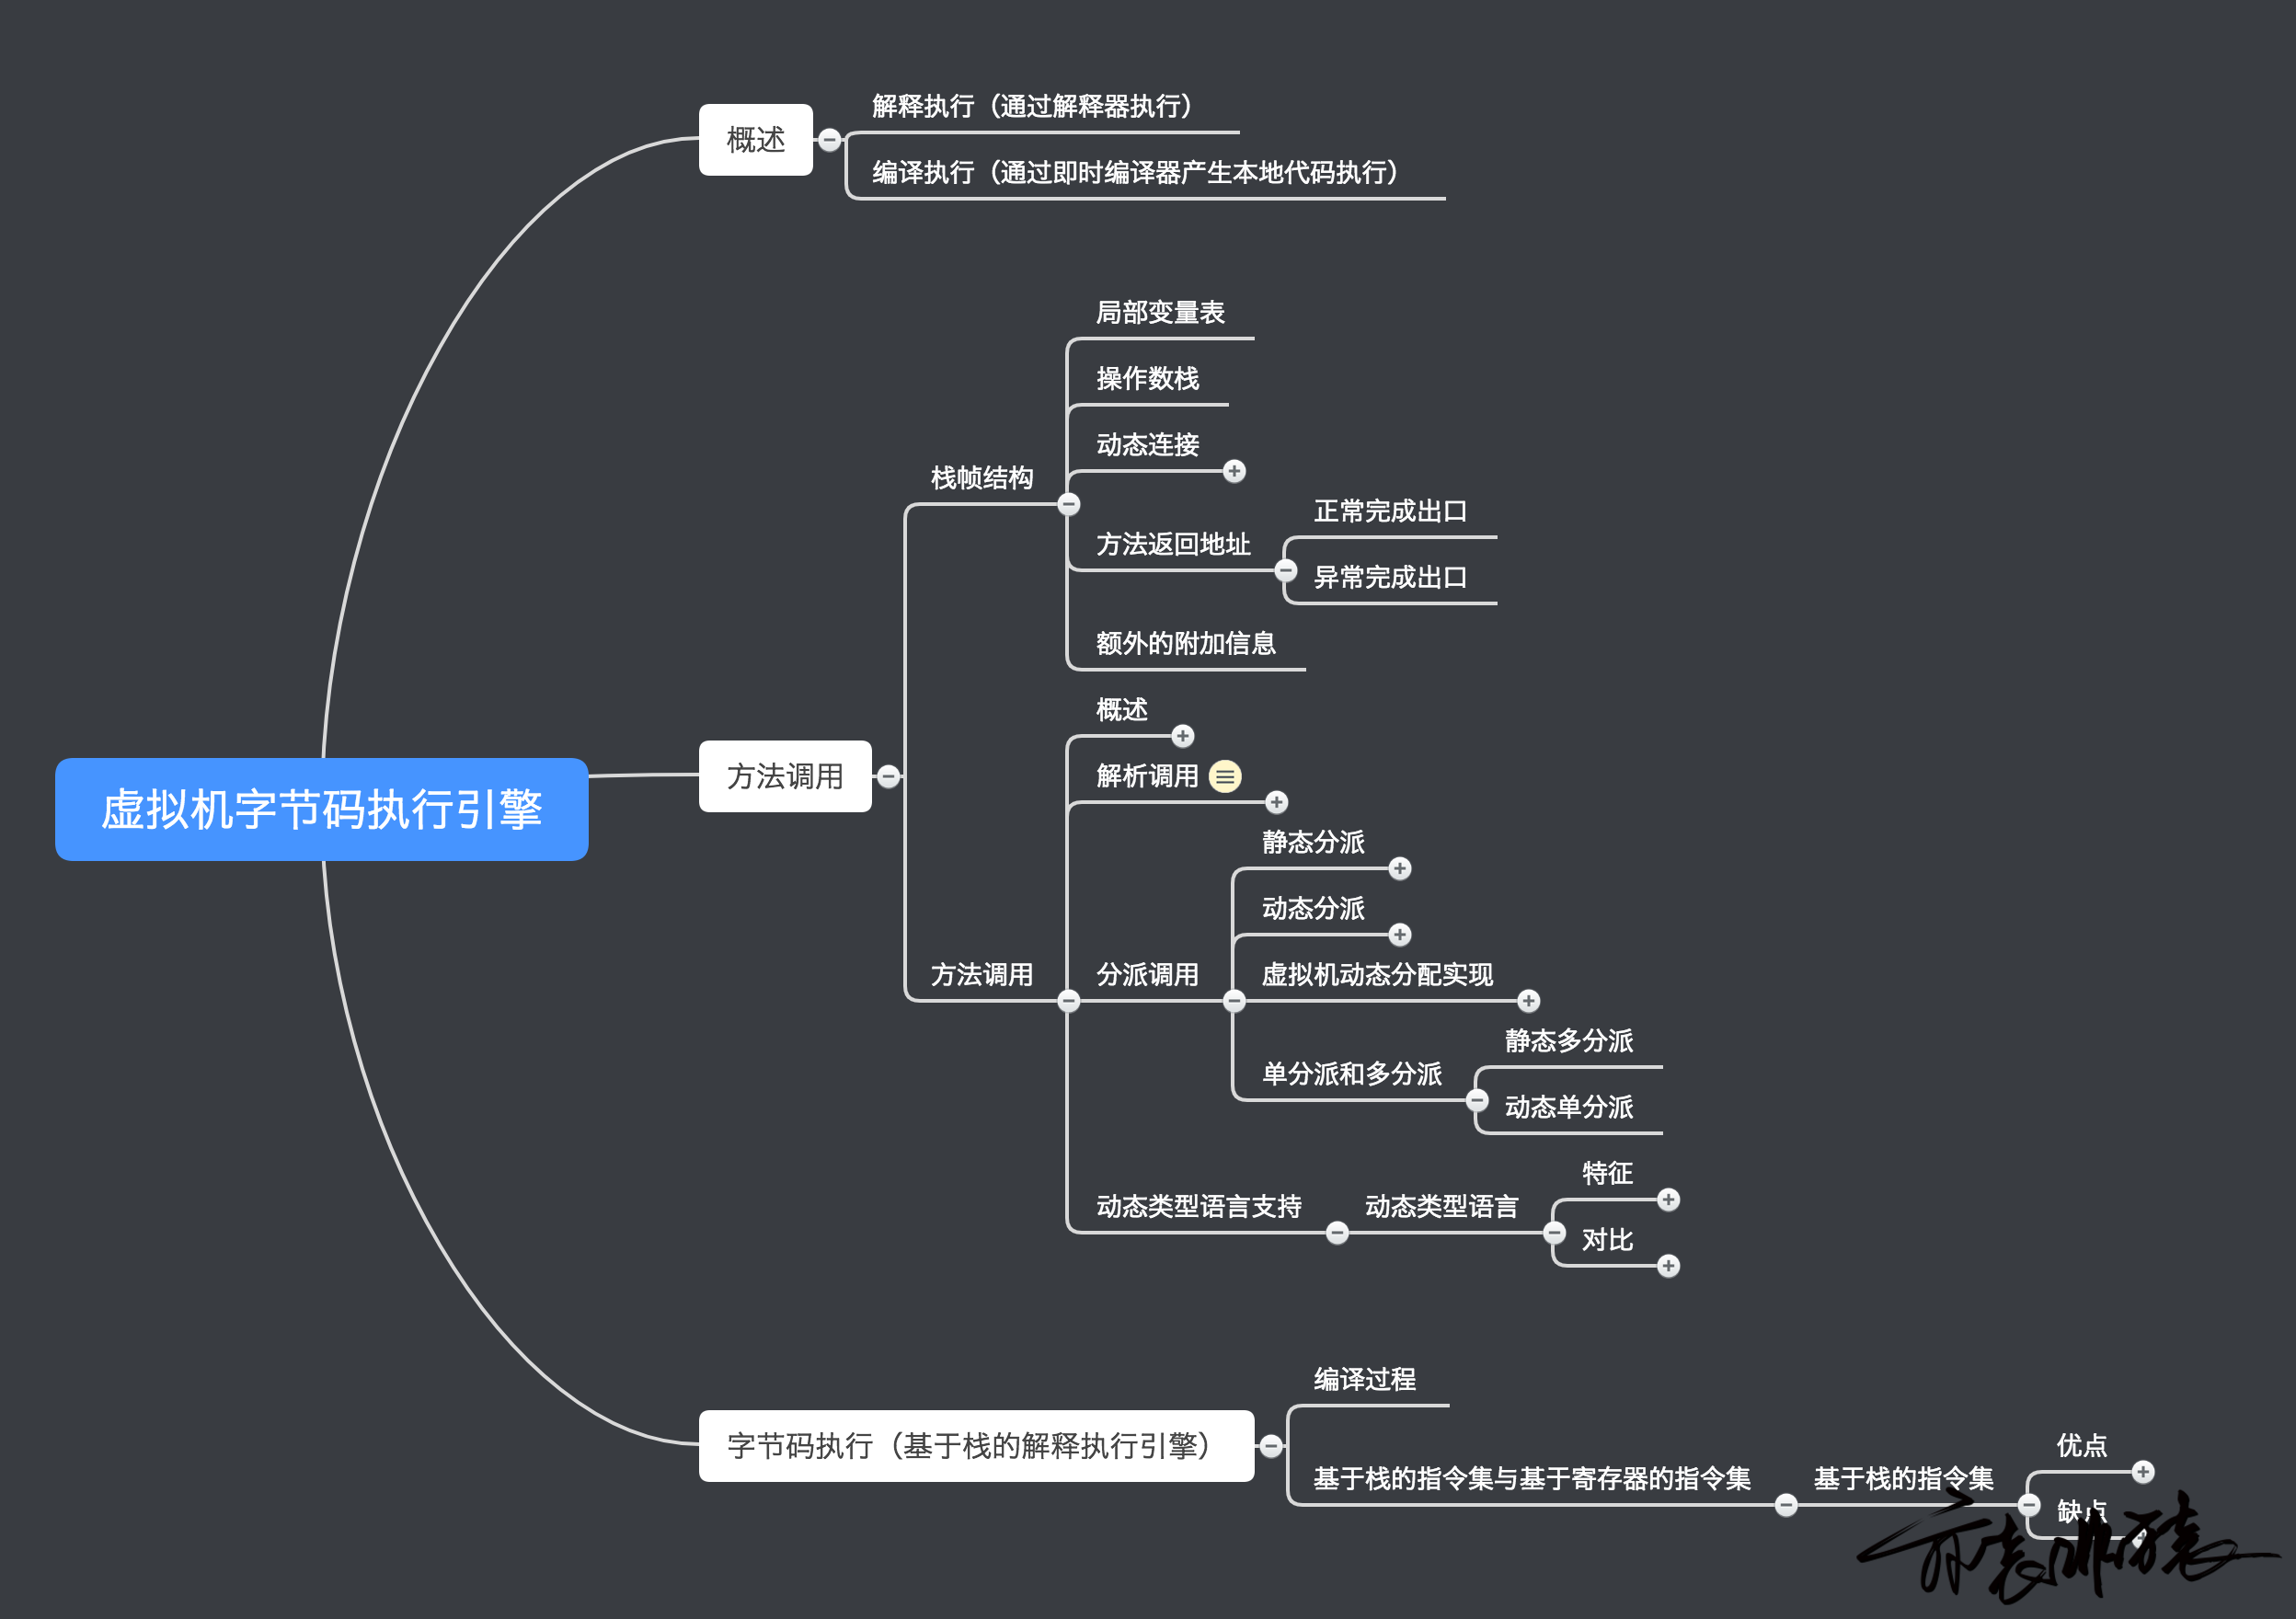 虚拟机字节码执行引擎
概述
解释执行（通过解释器执行）
编译执行（通过即时编译器产生本地代码执行）
方法调用
栈帧结构
局部变量表
操作数栈
动态连接
方法返回地址
正常完成出口
异常完成出口
额外的附加信息
方法调用
概述
解析调用
分派调用
静态分派
动态分派
虚拟机动态分配实现
单分派和多分派
静态多分派
动态单分派
动态类型语言支持
动态类型语言
特征
对比
字节码执行（基于栈的解释执行引擎）
编译过程
基于栈的指令集与基于寄存器的指令集
基于栈的指令集
优点
缺点